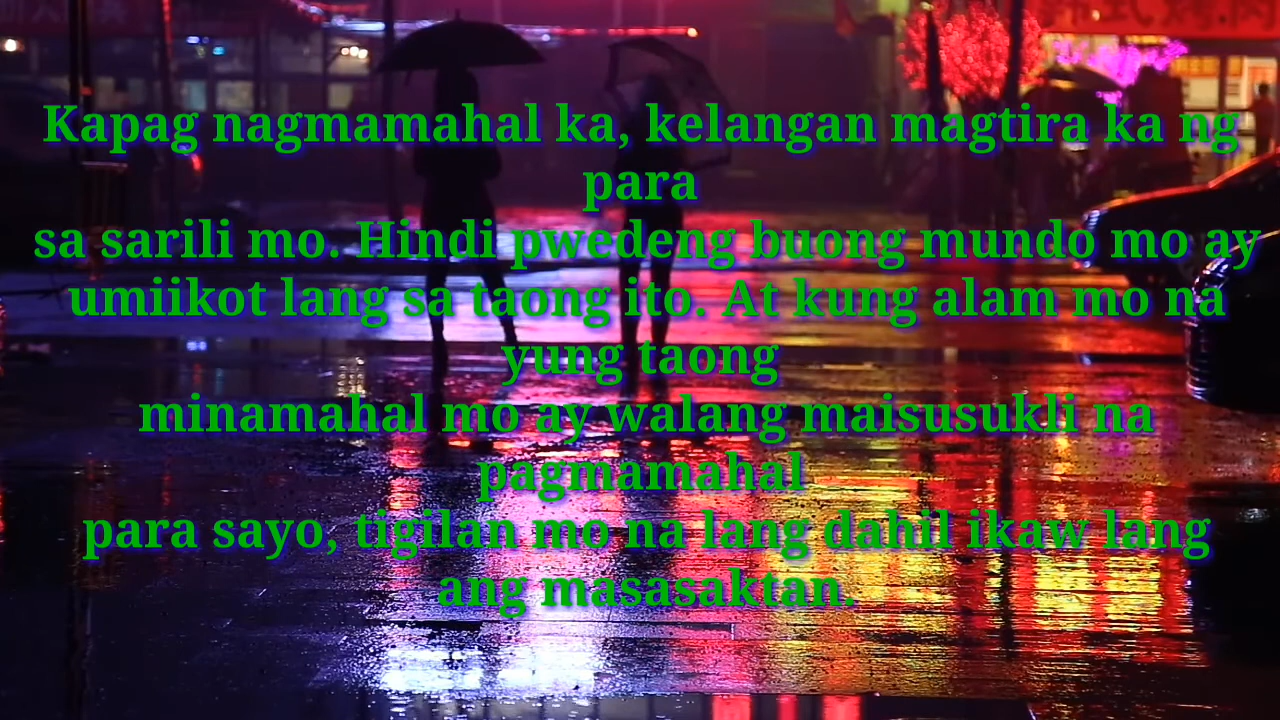 Kapag nagmamahal ka, kelangan magtira ka ng
para
sa sarili mo. Hindi pwedeng buong mundo mo ay
umiikot lang sa taong ito. At kung alam mo na
yung taong
minamahal mo ay walang maisusukli na
pagmamahal
para sayo, tigilan mo na lang dahil ikaw lang
ang masasaktan.